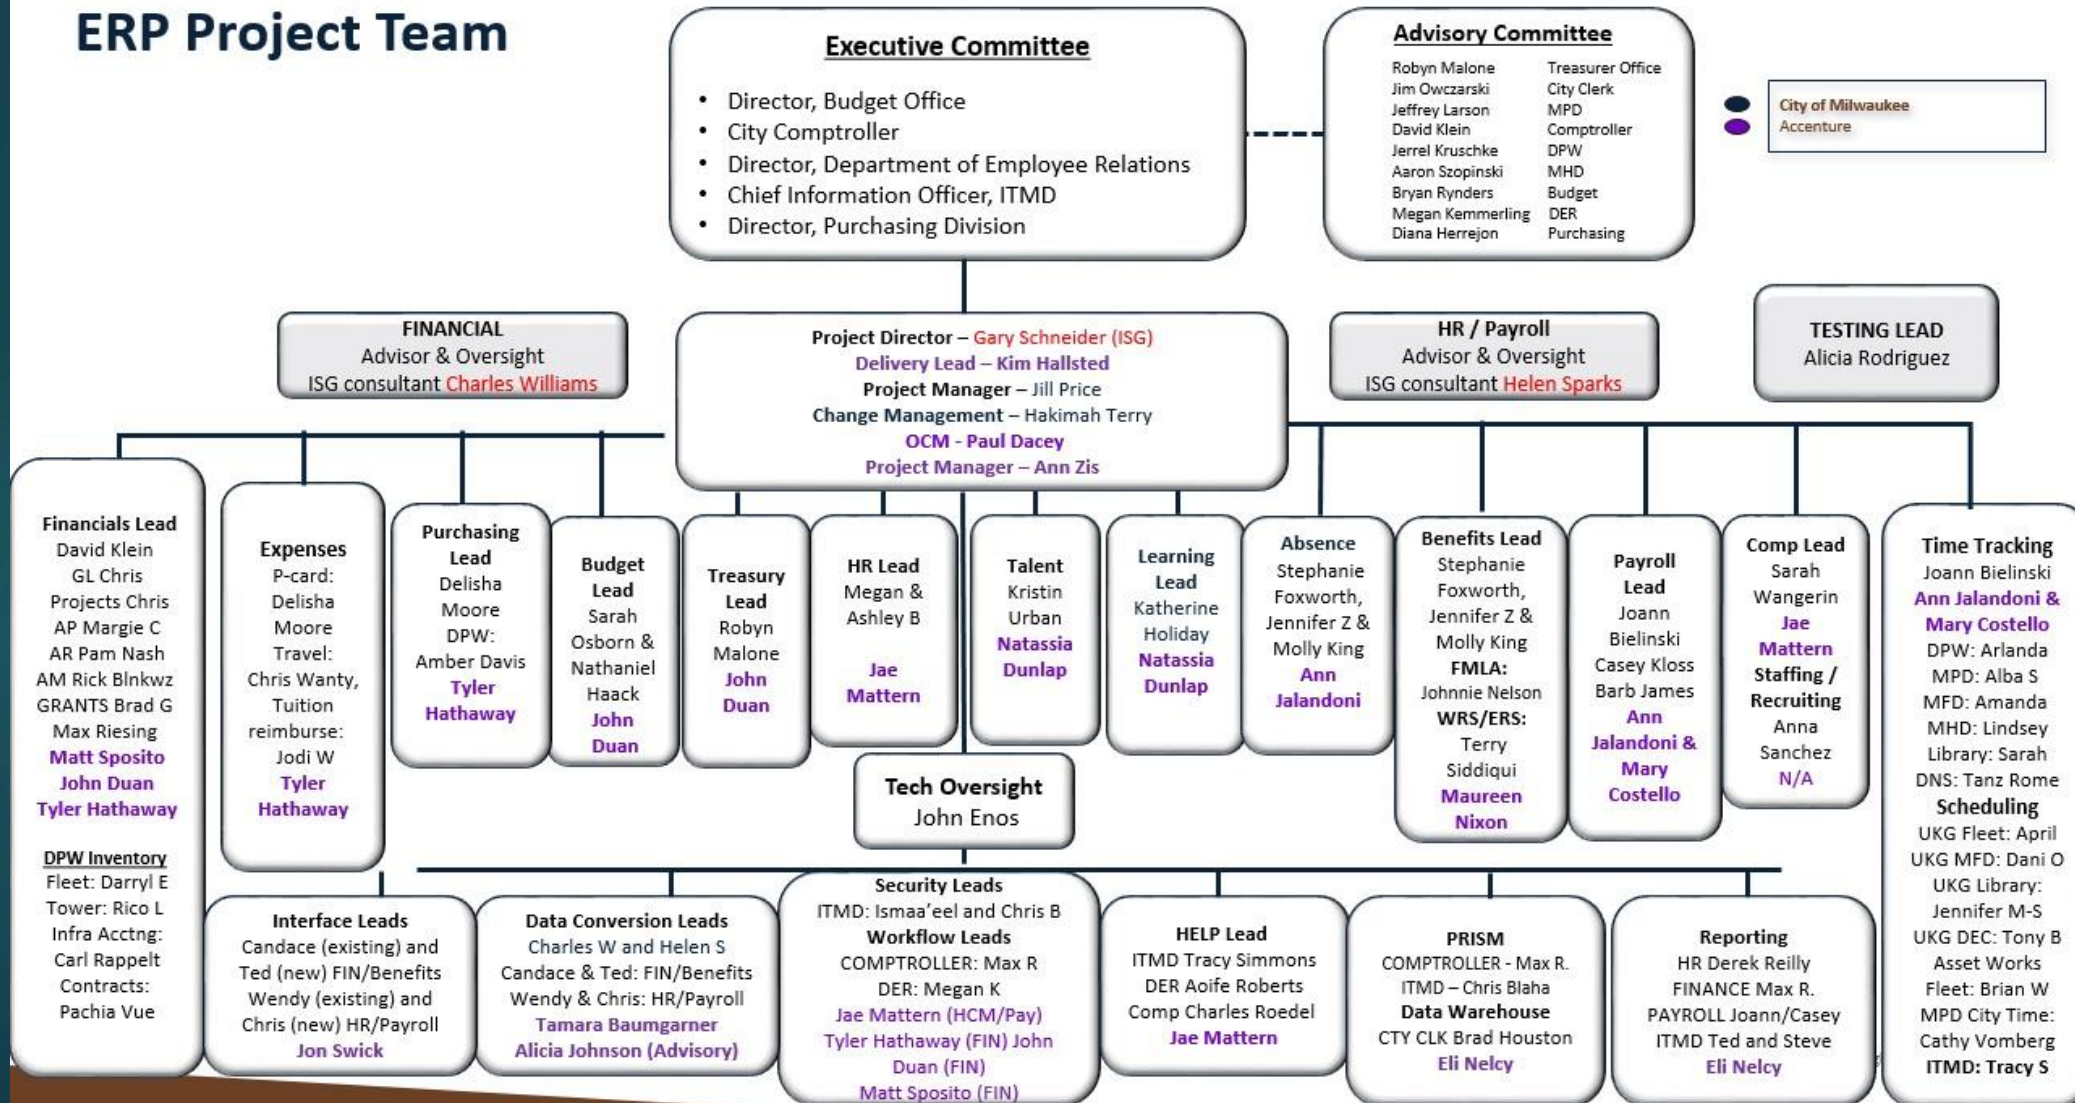 ERP Project Team
Executive Committee
• Director, Budget Office
• City Comptroller
• Director, Department of Employee Relations
• Chief Information Officer, ITMD
• Director, Purchasing Division
Advisory Committee
Robyn Malone Treasurer Office
Jim Owczarski City Clerk
Jeffrey Larson MPD
David Klein Comptroller
Jerrel Kruschke DPW
Aaron Szopinski MHD
Bryan Rynders Budget
Megan Kemmerling DER
Diana Herrejon Purchasing
City of Milwaukee
Accenture
FINANCIAL
Advisor & Oversight
ISG consultant Charles Williams
Project Director – Gary Schneider (ISG)
Delivery Lead – Kim Hallsted
Project Manager – Jill Price
Change Management – Hakimah Terry
OCM - Paul Dacey
Project Manager – Ann Zis
HR / Payroll
Advisor & Oversight
ISG consultant Helen Sparks
TESTING LEAD
Alicia Rodriguez
Financials Lead
David Klein
GL Chris
Projects Chris
AP Margie C
AR Pam Nash
AM Rick Blnkwz
GRANTS Brad G
Max Riesing
Matt Sposito
John Duan
Tyler Hathaway
DPW Inventory
Fleet: Darryl E
Tower: Rico L
Infra Acctng:
Carl Rappelt
Contracts:
Pachia Vue
Expenses
P-card:
Delisha
Moore
Travel:
Chris Wanty,
Tuition
reimburse:
Jodi W
Tyler
Hathaway
Purchasing
Lead
Delisha
Moore
DPW:
Amber Davis
Tyler
Hathaway
Budget
Lead
Sarah
Osborn &
Nathaniel
Haack
John
Duan
Treasury
Lead
Robyn
Malone
John
Duan
HR Lead
Megan &
Ashley B
Jae
Mattern
Talent
Kristin
Urban
Natassia
Dunlap
Learning
Lead
Katherine
Holiday
Natassia
Dunlap
Absence
Stephanie
Foxworth,
Jennifer Z &
Molly King
Ann
Jalandoni
Benefits Lead
Stephanie
Foxworth,
Jennifer Z &
Molly King
FMLA:
Johnnie Nelson
WRS/ERS:
Terry
Siddiqui
Maureen
Nixon
Payroll
Lead
Joann
Bielinski
Casey Kloss
Barb James
Ann
Jalandoni &
Mary
Costello
Comp Lead
Sarah
Wangerin
Jae
Mattern
Staffing /
Recruiting
Anna
Sanchez
N/A
Time Tracking
Joann Bielinski
Ann Jalandoni &
Mary Costello
DPW: Arlanda
MPD: Alba S
MFD: Amanda
MHD: Lindsey
Library: Sarah
DNS: Tanz Rome
Scheduling
UKG Fleet: April
UKG MFD: Dani O
UKG Library:
Jennifer M-S
UKG DEC: Tony B
Asset Works
Fleet: Brian W
MPD City Time:
Cathy Vomberg
ITMD: Tracy S
Tech Oversight
John Enos
Interface Leads
Candace (existing) and
Ted (new) FIN/Benefits
Wendy (existing) and
Chris (new) HR/Payroll
Jon Swick
Data Conversion Leads
Charles W and Helen S
Candace & Ted: FIN/Benefits
Wendy & Chris: HR/Payroll
Tamara Baumgarner
Alicia Johnson (Advisory)
Security Leads
ITMD: Ismaa’eel and Chris B
Workflow Leads
COMPTROLLER: Max R
DER: Megan K
Jae Mattern (HCM/Pay)
Tyler Hathaway (FIN) John
Duan (FIN)
Matt Sposito (FIN)
HELP Lead
ITMD Tracy Simmons
DER Aoife Roberts
Comp Charles Roedel
Jae Mattern
PRISM
COMPTROLLER - Max R.
ITMD – Chris Blaha
Data Warehouse
CTY CLK Brad Houston
Eli Nelcy
Reporting
HR Derek Reilly
FINANCE Max R.
PAYROLL Joann/Casey
ITMD Ted and Steve
Eli Nelcy